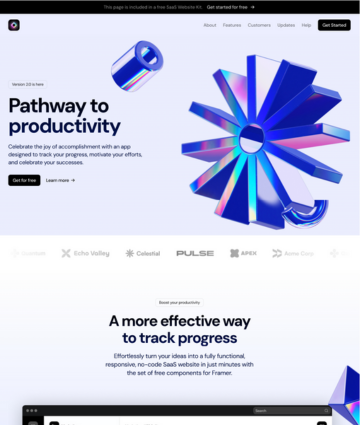 This page is included in a free SaaS Website Kit. Get started for free →
About Features Customers Updates Help Get Started
Version 2.0 is here
Pathway to
productivity
Celebrate the joy of accomplishment with an app
designed to track your progress, motivate your efforts,
and celebrate your successes.
Get for free Learn more →
Echo Valley Celestial PULSE APEX Acme Corp
Boost your productivity
A more effective way
to track progress
Effortlessly turn your ideas into a fully functional,
responsive, no-code SaaS website in just minutes with
the set of free components for Framer.
Search